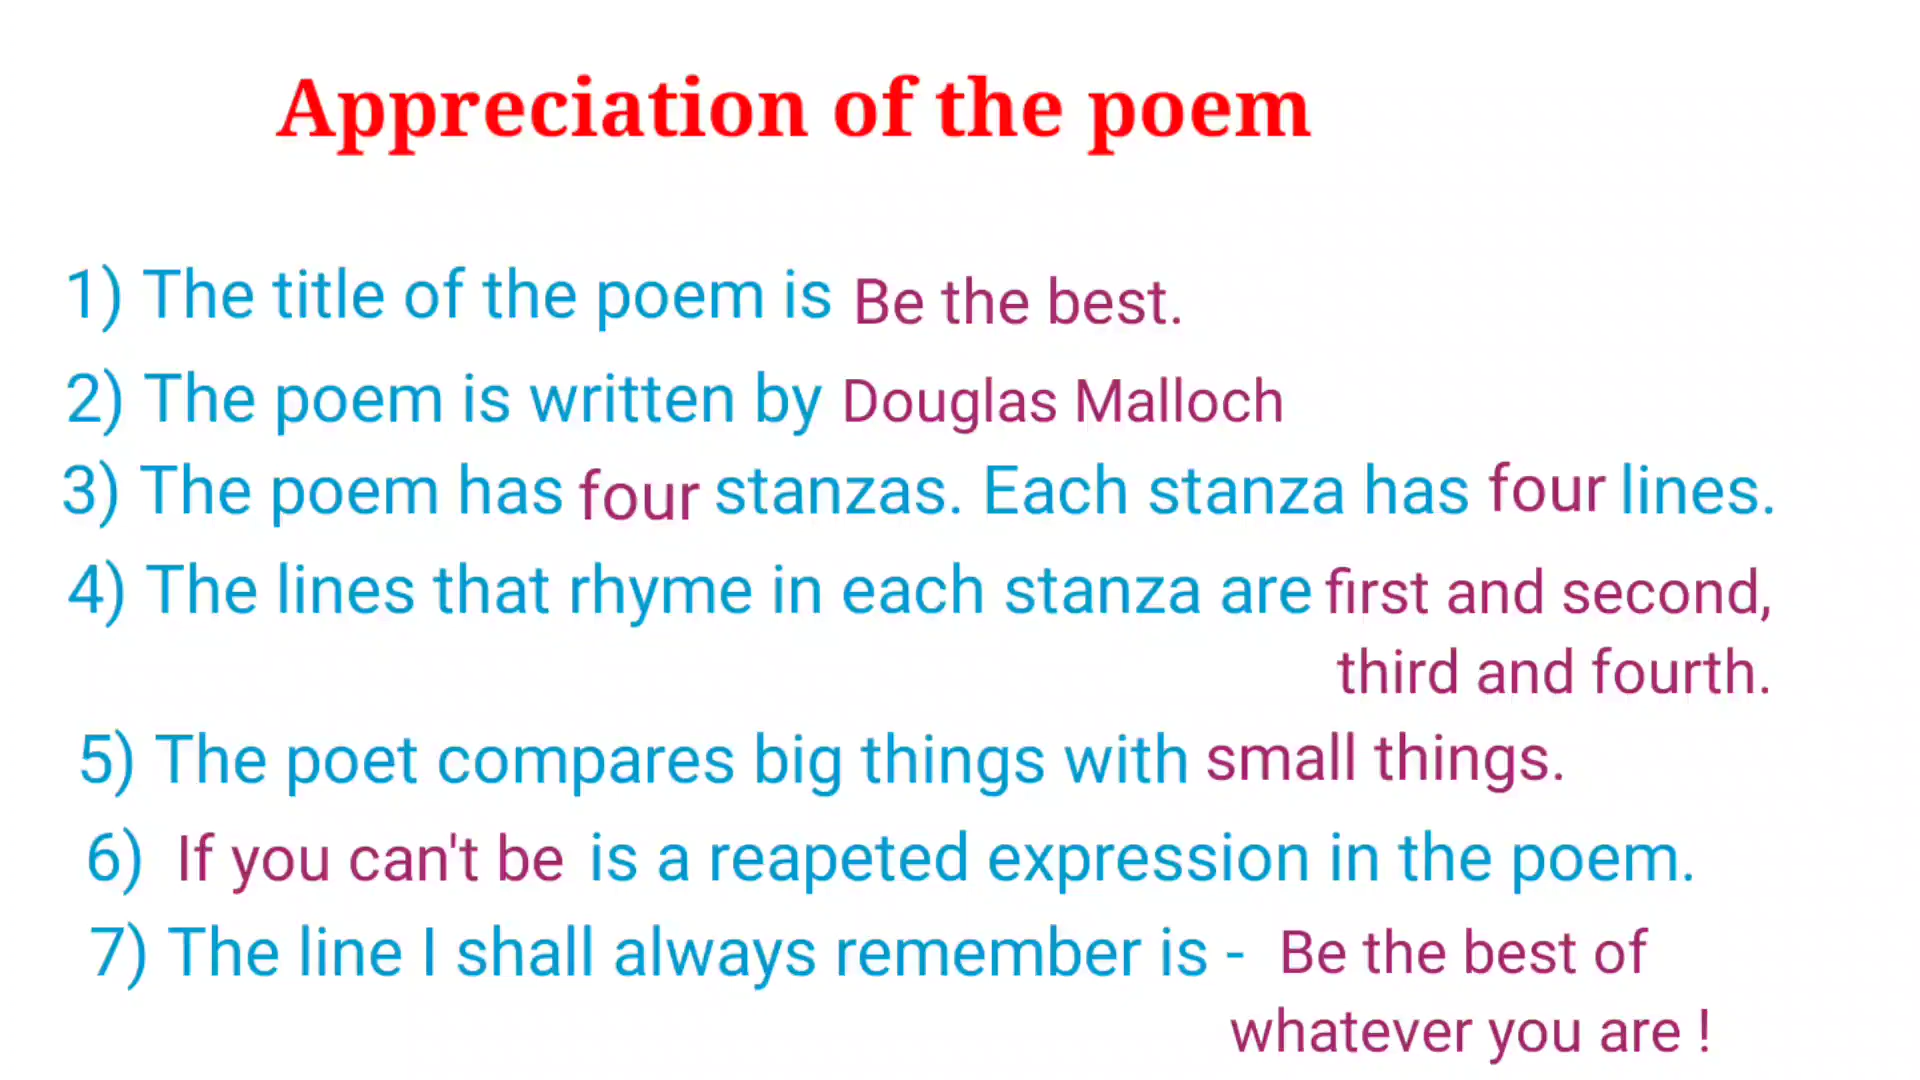 Appreciation of the poem
1) The title of the poem is Be the best.
2) The poem is written by Douglas Malloch
3) The poem has four stanzas. Each stanza has four lines.
4) The lines that rhyme in each stanza are first and second,
third and fourth.
5) The poet compares big things with small things.
6) If you can't be is a reapeted expression in the poem.
7) The line I shall always remember is - Be the best of
whatever you are !